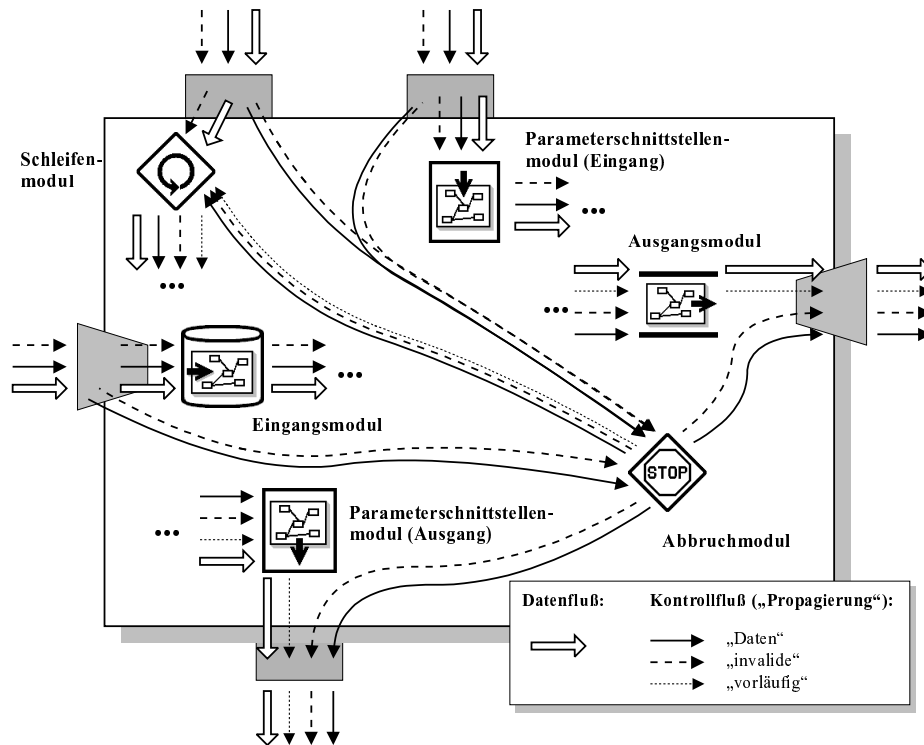 Schleifen-
modul
Parameterschnittstellen-
modul (Eingang)
Ausgangsmodul
•••
•••
•••
•••
Eingangsmodul
STOP
Parameterschnittstellen-
modul (Ausgang)
•••
Abbruchmodul
Datenfluß:
Kontrollfluß („Propagierung“):
„Daten“
„invalide“
„vorläufig“